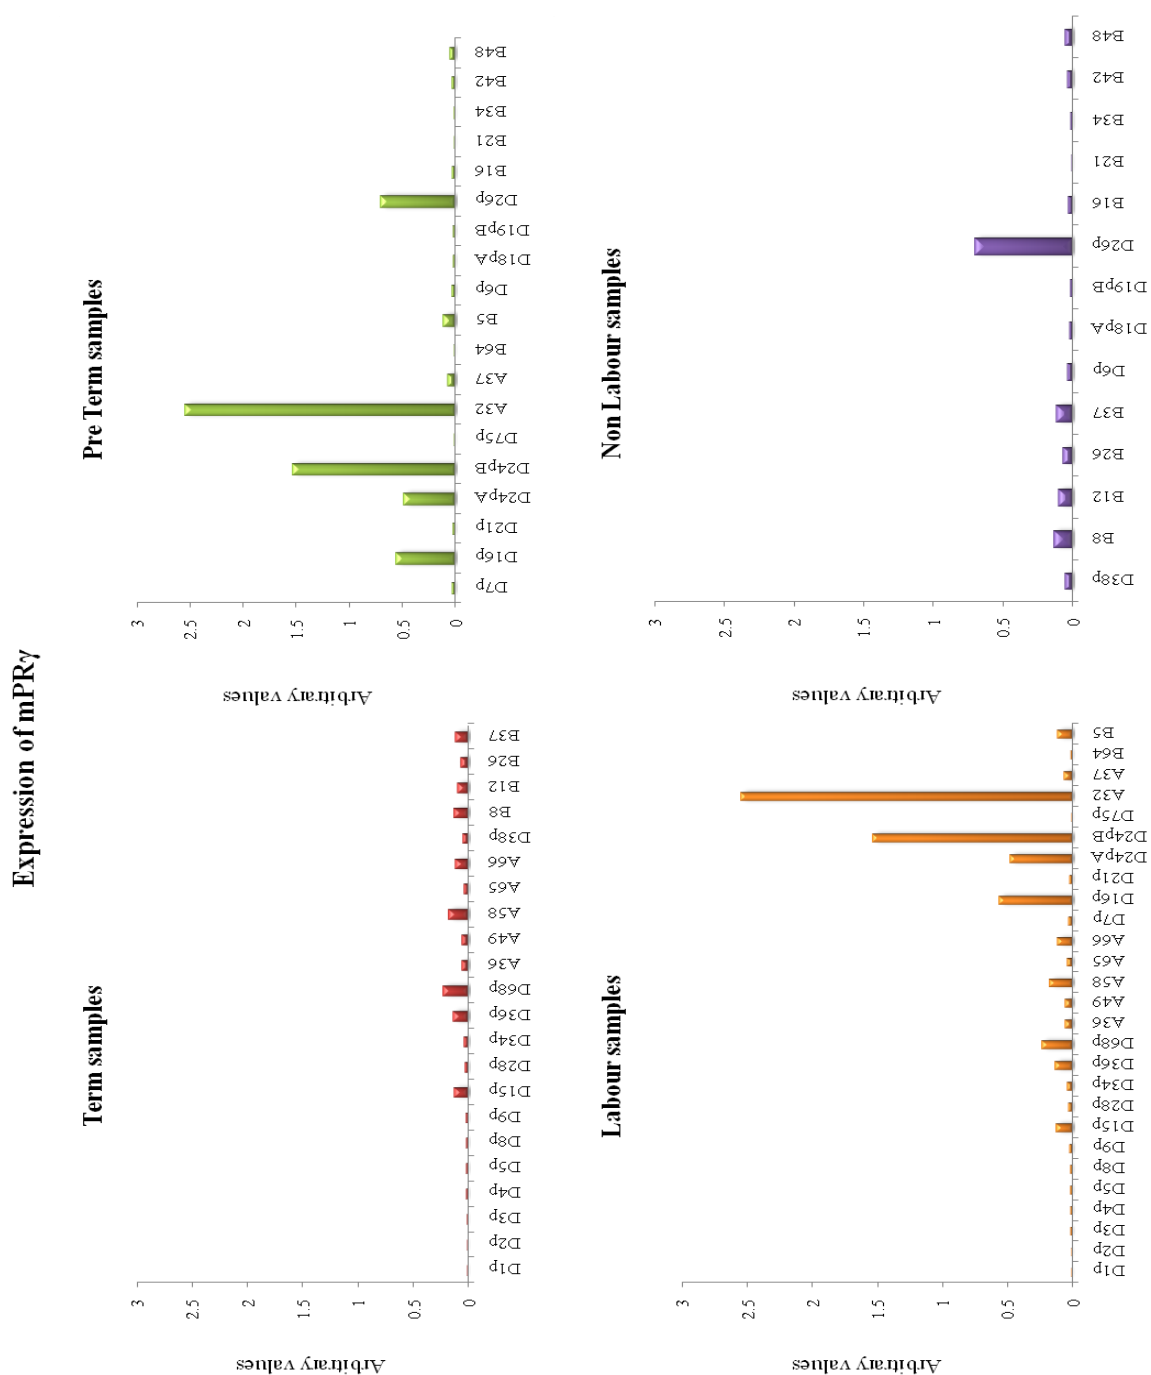 Expression of mPRγ
Term samples
Arbitrary values
3
2.5
2
1.5
1
0.5
0
D1p
D2p
D3p
D4p
D5p
D8p
D9p
D15p
D28p
D34p
D36p
D68p
A36
A49
A58
A65
A66
D38p
B8
B12
B26
B37
Pre Term samples
Arbitrary values
3
2.5
2
1.5
1
0.5
0
D7p
D16p
D21p
D24pA
D24pB
D75p
A32
A37
B64
B5
D6p
D18pA
D19pB
D26p
B16
B21
B34
B42
B48
Labour samples
Arbitrary values
3
2.5
2
1.5
1
0.5
0
D1p
D2p
D3p
D4p
D5p
D8p
D9p
D15p
D28p
D34p
D36p
D68p
A36
A49
A58
A65
A66
D7p
D16p
D21p
D24pA
D24pB
D75p
A32
A37
B64
B5
Non Labour samples
Arbitrary values
3
2.5
2
1.5
1
0.5
0
D38p
B8
B12
B26
B37
D6p
D18pA
D19pB
D26p
B16
B21
B34
B42
B48